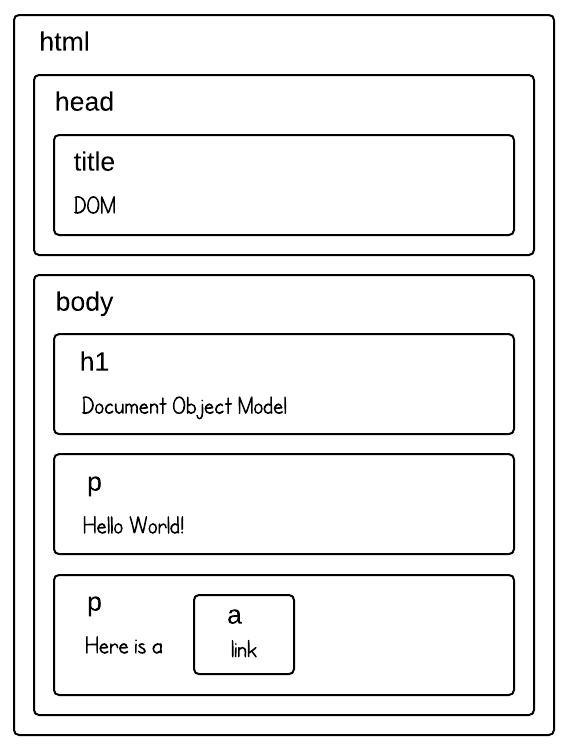 html
head
title
DOM
body
h1
Document Object Model
p
Hello World!
p
Here is a
a
link